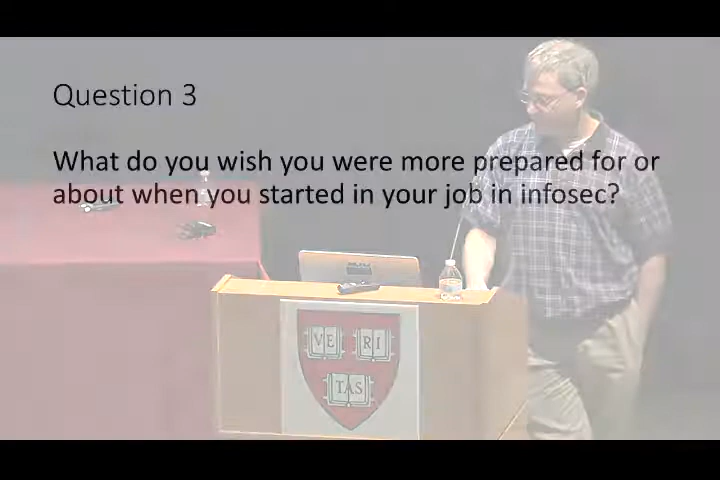 Question 3
What do you wish you were more prepared for or
about when you started in your job in infosec?
VE RI
TAS